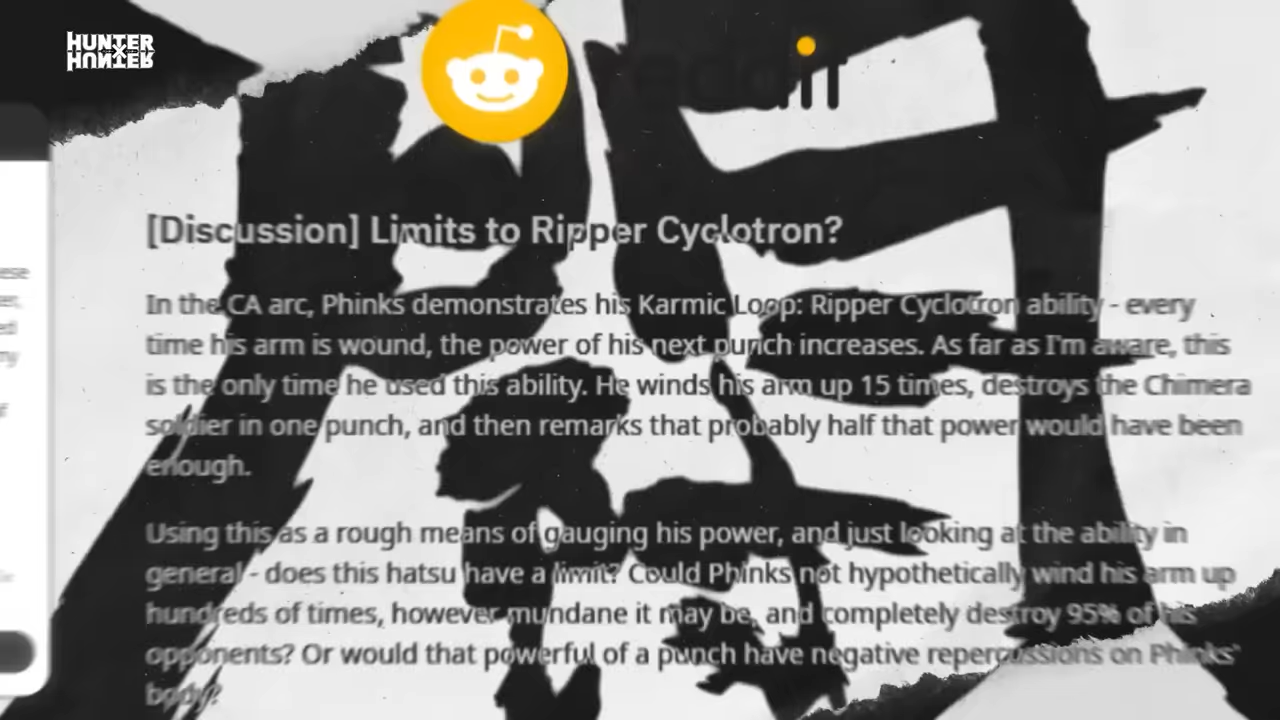 HUNTER
HUNTER
reddit
[Discussion] Limits to Ripper Cyclotron?
In the CA arc, Phinks demonstrates his Karmic Loop: Ripper Cyclotron ability - every
time his arm is wound, the power of his next punch increases. As far as I'm aware, this
is the only time he used this ability. He winds his arm up 15 times, destroys the Chimera
soldier in one punch, and then remarks that probably half that power would have been
enough.
Using this as a rough means of gauging his power, and just looking at the ability in
general - does this hatsu have a limit? Could Phinks not hypothetically wind his arm up
hundreds of times, however mundane it may be, and completely destroy 95% of his
opponents? Or would that powerful of a punch have negative repercussions on Phinks'
body?